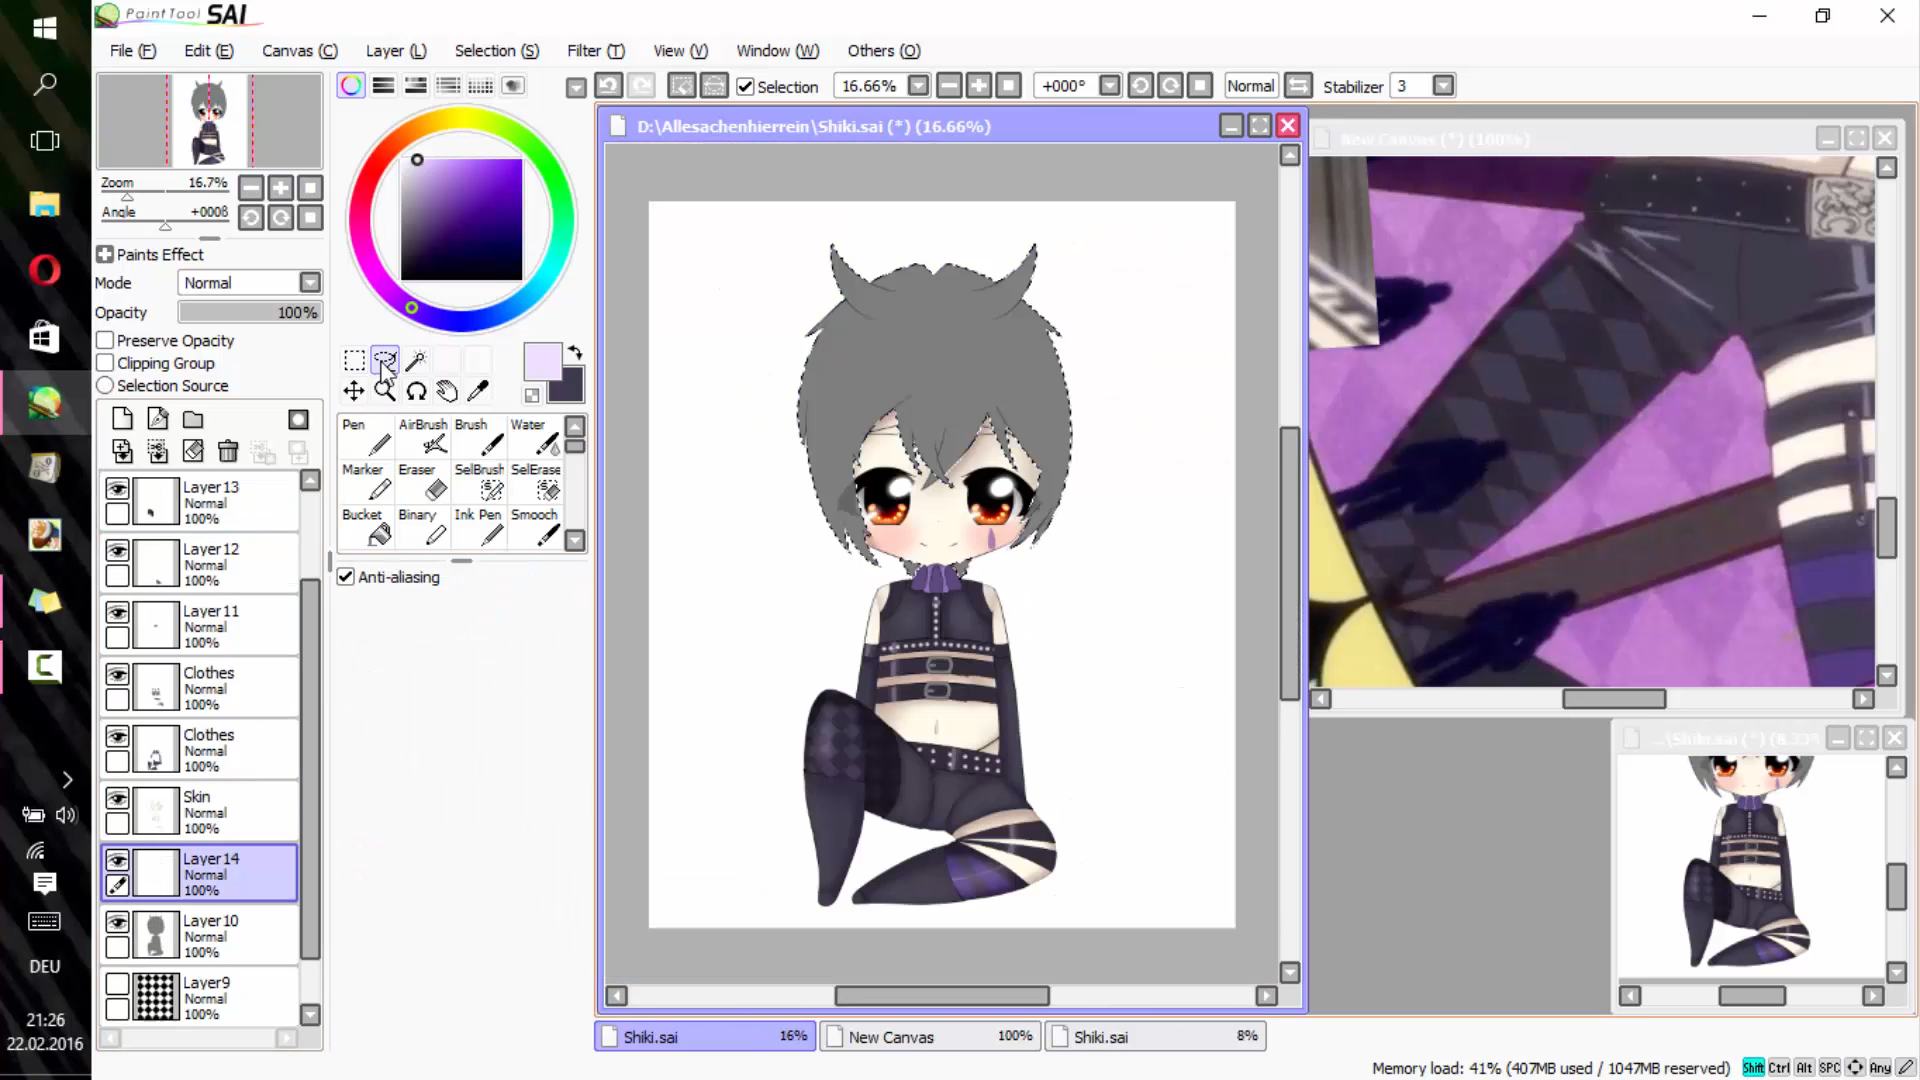 PaintTool SAI
File (F) Edit (E) Canvas (C) Layer (L) Selection (S) Filter (T) View (V) Window (W) Others (O)
Selection 16.66% +000° Normal Stabilizer 3
D:\Allesachenhierrein\Shiki.sai (*) (16.66%)
New Canvas (*) (100%)
Zoom 16.7%
Angle +000ß
Paints Effect
Mode Normal
Opacity 100%
Preserve Opacity
Clipping Group
Selection Source
Pen AirBrush Brush Water
Marker Eraser SelBrush SelErase
Bucket Binary Ink Pen Smooch
Anti-aliasing
Layer13
Normal
100%
Layer12
Normal
100%
Layer11
Normal
100%
Clothes
Normal
100%
Clothes
Normal
100%
Skin
Normal
100%
Layer14
Normal
100%
Layer10
Normal
100%
Layer9
Normal
100%
DEU
21:26
22.02.2016
Shiki.sai 16% New Canvas 100% Shiki.sai 8%
Memory load: 41% (407MB used / 1047MB reserved) Shift Ctrl Alt SPC Any